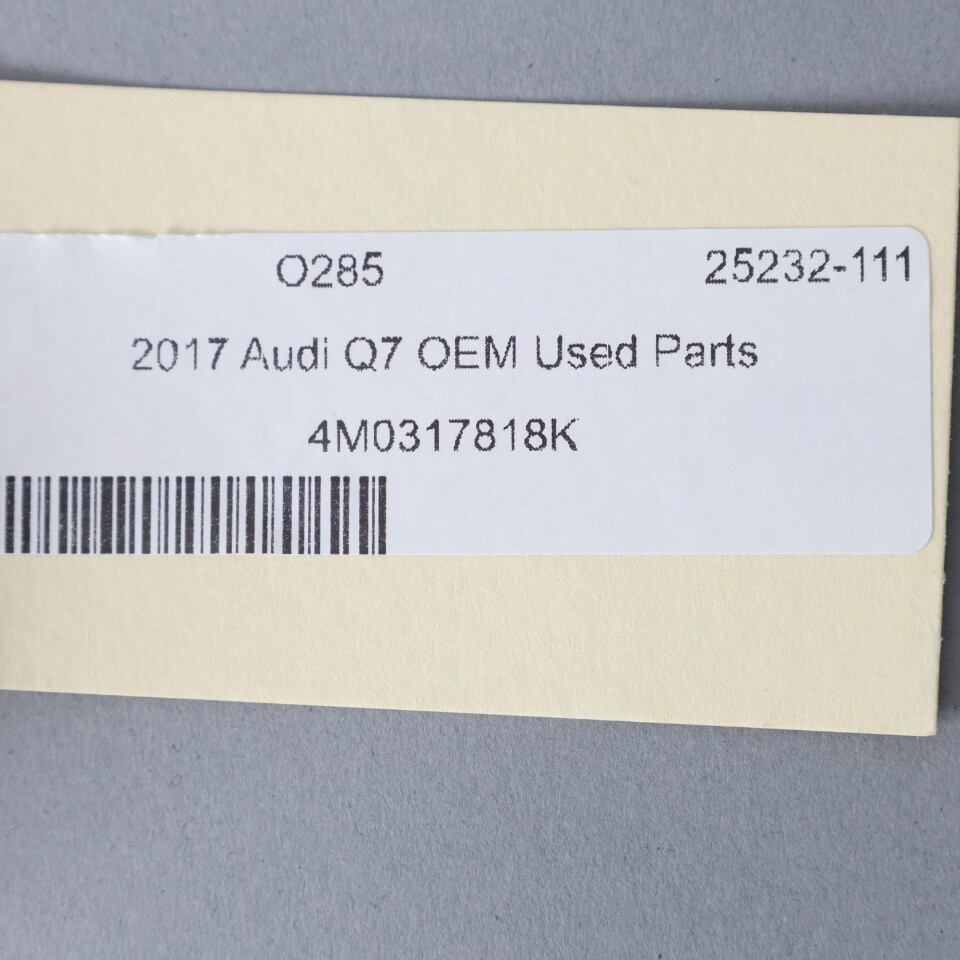 O285 25232-111
2017 Audi Q7 OEM Used Parts
4M0317818K